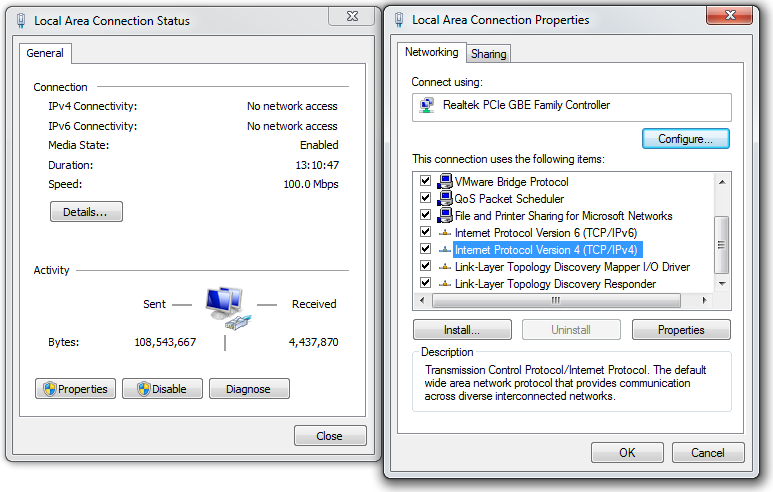 Local Area Connection Status
General
Connection
IPv4 Connectivity: No network access
IPv6 Connectivity: No network access
Media State: Enabled
Duration: 13:10:47
Speed: 100.0 Mbps
Details...
Activity
Sent Received
Bytes: 108,543,667 4,437,870
Properties Disable Diagnose
Close
Local Area Connection Properties
Networking Sharing
Connect using:
Realtek PCIe GBE Family Controller
Configure...
This connection uses the following items:
VMware Bridge Protocol
QoS Packet Scheduler
File and Printer Sharing for Microsoft Networks
Internet Protocol Version 6 (TCP/IPv6)
Internet Protocol Version 4 (TCP/IPv4)
Link-Layer Topology Discovery Mapper I/O Driver
Link-Layer Topology Discovery Responder
Install... Uninstall Properties
Description
Transmission Control Protocol/Internet Protocol. The default
wide area network protocol that provides communication
across diverse interconnected networks.
OK Cancel